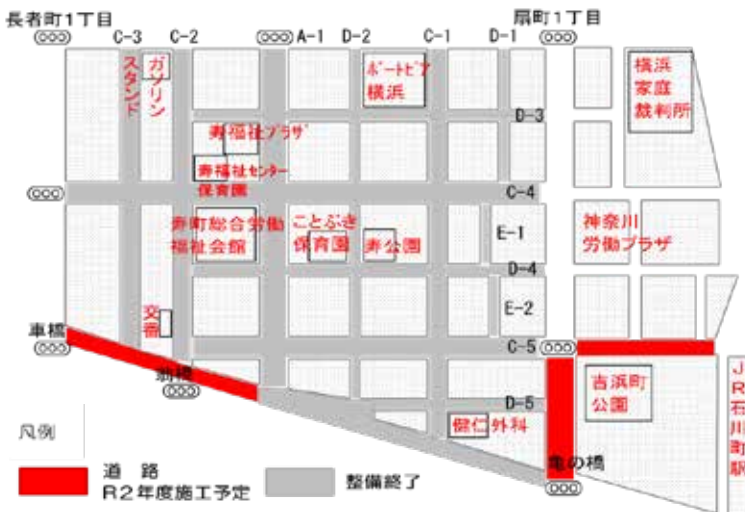 長者町1丁目
扇町1丁目
C-3
C-2
A-1
D-2
C-1
D-1
ガソリン
スタンド
ボートピア
横浜
横浜
家庭
裁判所
D-3
寿福祉プラザ
寿福祉センター
保育園
C-4
寿町総合労働
福祉会館
ことぶき
保育園
寿公園
E-1
神奈川
労働プラザ
D-4
E-2
交番
車橋
C-5
翁橋
吉浜町
公園
JR石川町駅
D-5
健仁外科
亀の橋
凡例
道 路
R2年度施工予定
整備終了